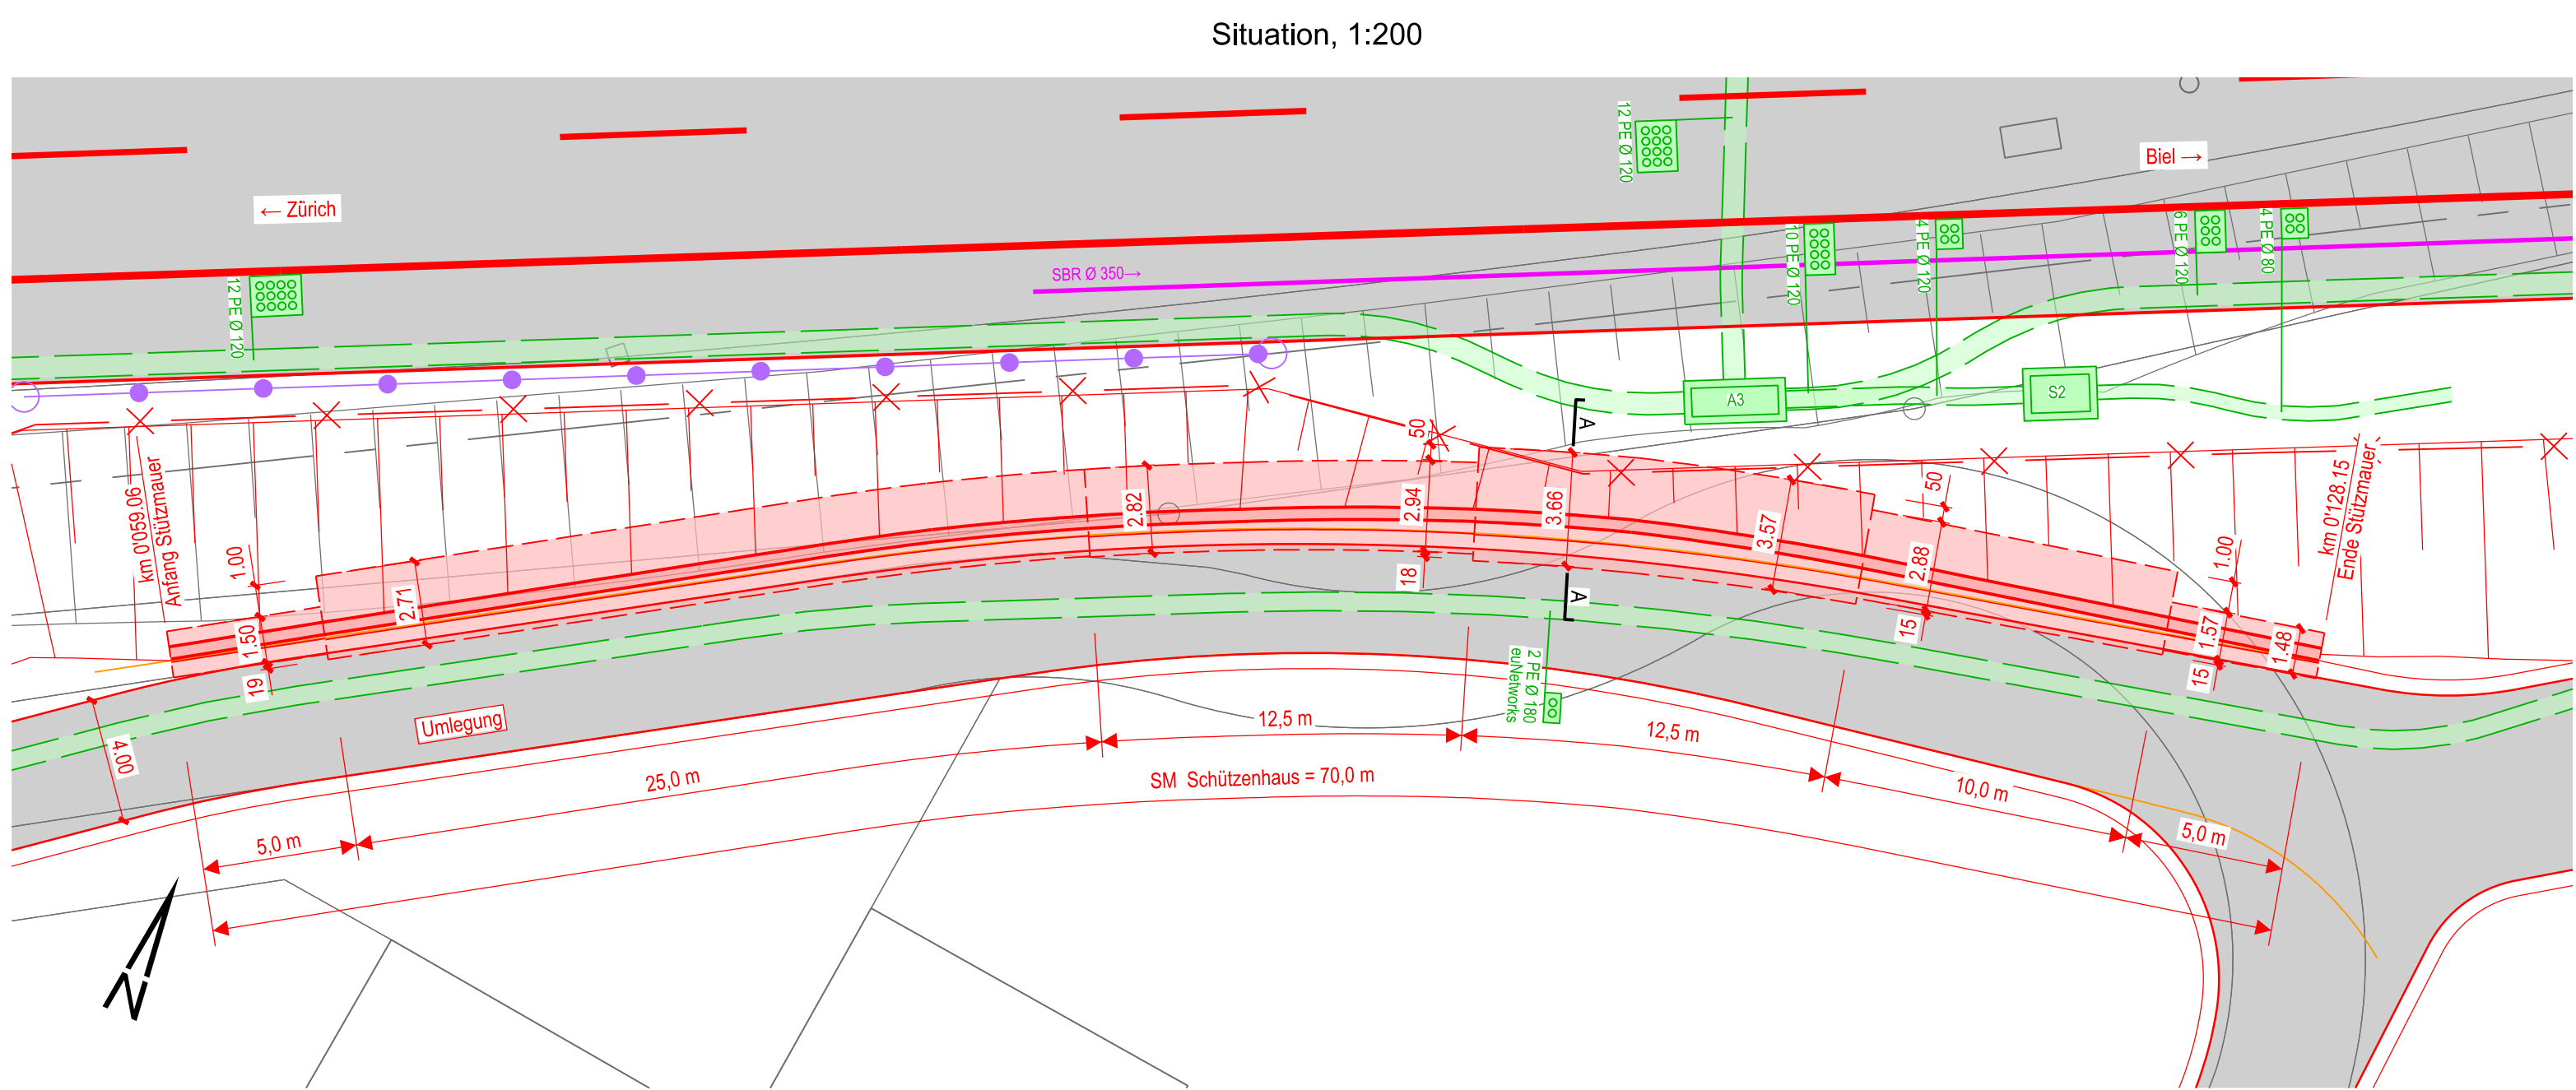 Situation, 1:200
12 PE Ø 120
Biel →
← Zürich
SBR Ø 350→
12 PE Ø 120
10 PE Ø 120
4 PE Ø 120
6 PE Ø 120
4 PE Ø 80
A3
S2
A
A
km 0'059.06
Anfang Stützmauer
km 0'128.15
Ende Stützmauer
1.00
1.50
19
2.71
2.82
50
2.94
18
3.66
3.57
50
2.88
15
1.00
1.57
15
1.48
4.00
Umlegung
2 PE Ø 180
euNetworks
5,0 m
25,0 m
12,5 m
12,5 m
10,0 m
5,0 m
SM Schützenhaus = 70,0 m
N